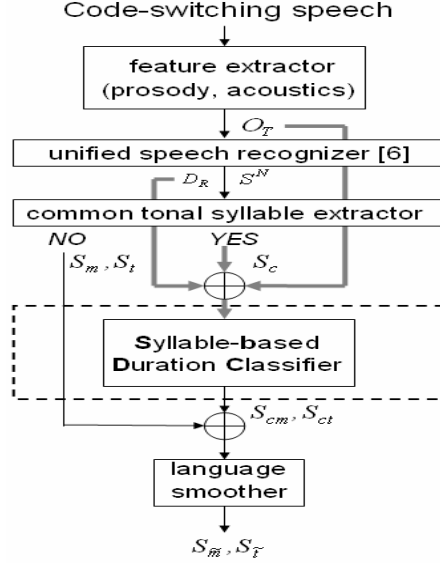 Code-switching speech
feature extractor
(prosody, acoustics)
O_T
unified speech recognizer [6]
D_R S^N
common tonal syllable extractor
NO YES
S_m, S_t S_c
Syllable-based
Duration Classifier
S_cm, S_ct
language
smoother
S_m̃, S_t̃